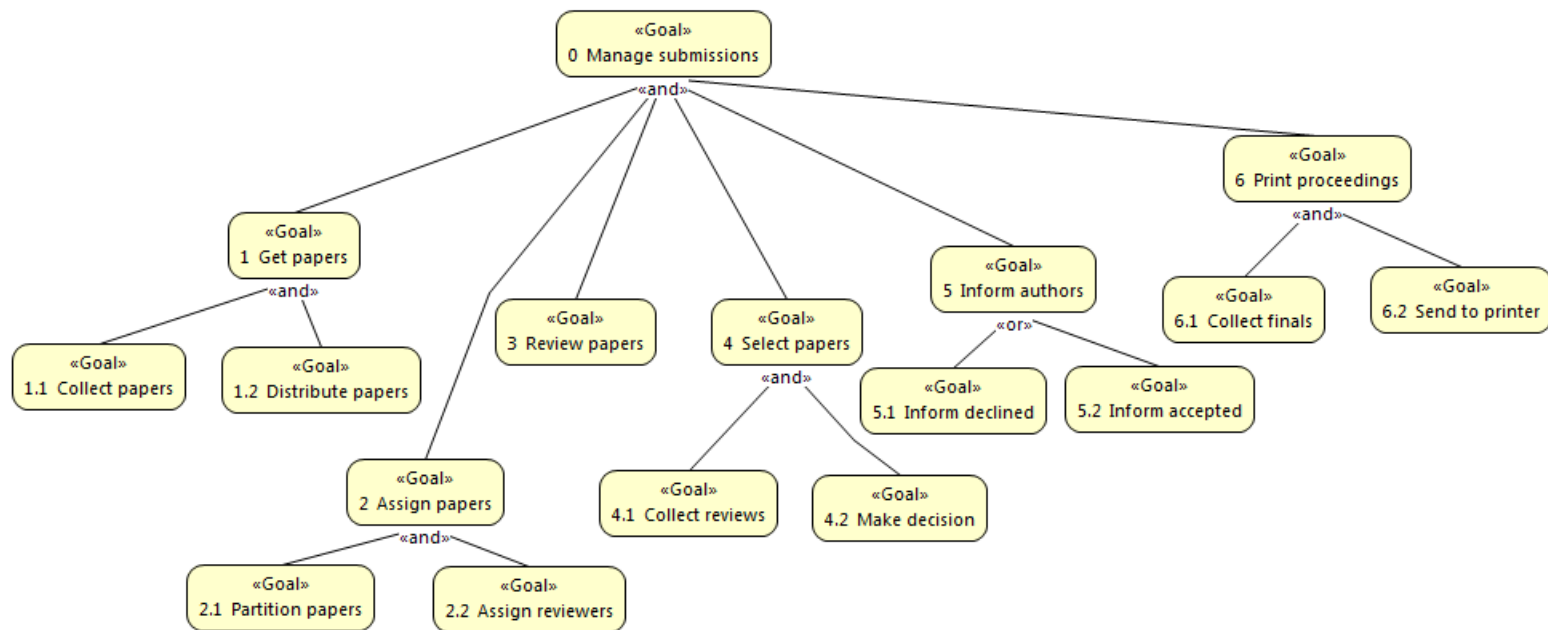 «Goal»
0 Manage submissions
«and»
«Goal»
6 Print proceedings
«and»
«Goal»
1 Get papers
«and»
«Goal»
5 Inform authors
«or»
«Goal»
6.1 Collect finals
«Goal»
6.2 Send to printer
«Goal»
3 Review papers
«Goal»
4 Select papers
«and»
«Goal»
1.1 Collect papers
«Goal»
1.2 Distribute papers
«Goal»
5.1 Inform declined
«Goal»
5.2 Inform accepted
«Goal»
2 Assign papers
«and»
«Goal»
4.1 Collect reviews
«Goal»
4.2 Make decision
«Goal»
2.1 Partition papers
«Goal»
2.2 Assign reviewers